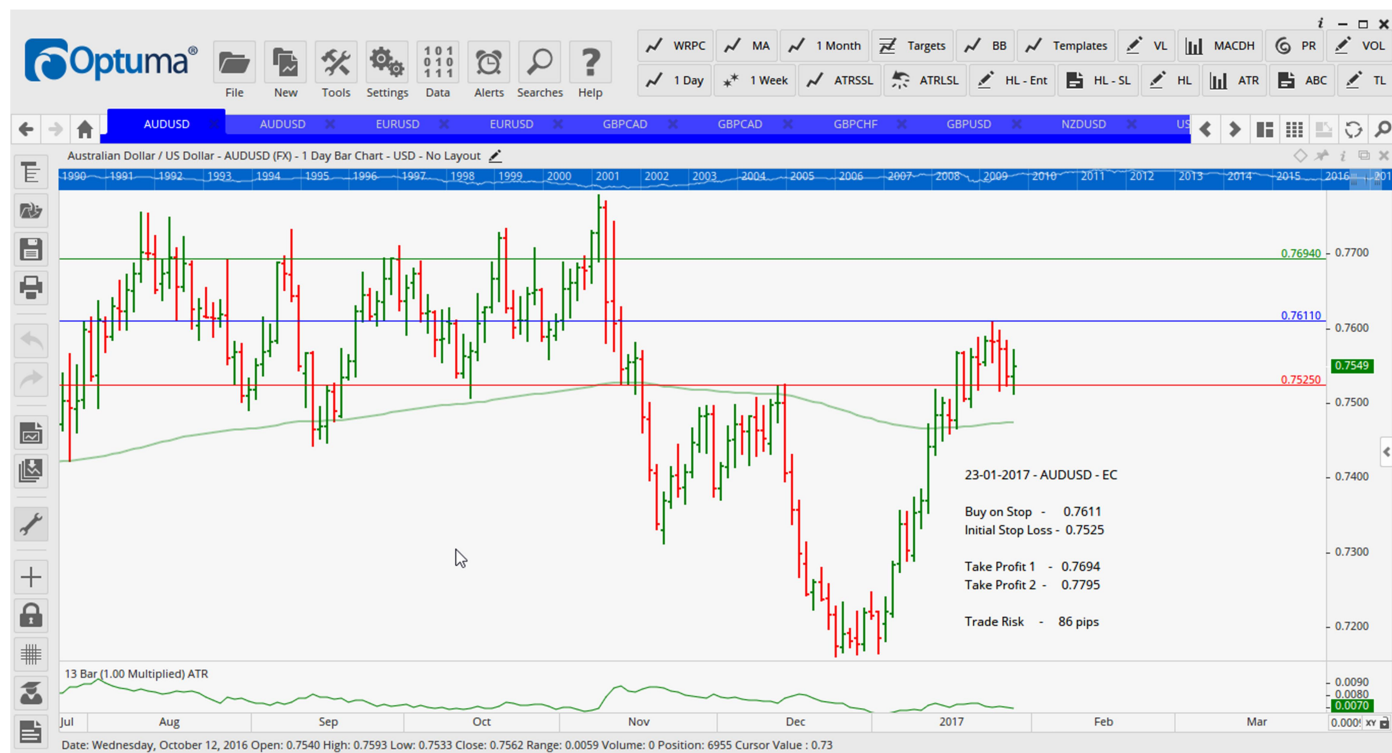 i
Optuma®
File New Tools Settings Data Alerts Searches Help
WRPC MA 1 Month Targets BB Templates VL MACDH PR VOL
1 Day 1 Week ATRSSL ATRLSL HL - Ent HL - SL HL ATR ABC TL
AUDUSD AUDUSD EURUSD EURUSD GBPCAD GBPCAD GBPCHF GBPUSD NZDUSD US
Australian Dollar / US Dollar - AUDUSD (FX) - 1 Day Bar Chart - USD - No Layout
1990 1991 1992 1993 1994 1995 1996 1997 1998 1999 2000 2001 2002 2003 2004 2005 2006 2007 2008 2009 2010 2011 2012 2013 2014 2015 2016 201
0.76940
0.7700
0.76110
0.7600
0.7549
0.75250
0.7500
0.7400
0.7300
0.7200
23-01-2017 - AUDUSD - EC
Buy on Stop - 0.7611
Initial Stop Loss - 0.7525
Take Profit 1 - 0.7694
Take Profit 2 - 0.7795
Trade Risk - 86 pips
13 Bar (1.00 Multiplied) ATR
0.0090
0.0080
0.0070
Jul Aug Sep Oct Nov Dec 2017 Feb Mar
XY
Date: Wednesday, October 12, 2016 Open: 0.7540 High: 0.7593 Low: 0.7533 Close: 0.7562 Range: 0.0059 Volume: 0 Position: 6955 Cursor Value : 0.73